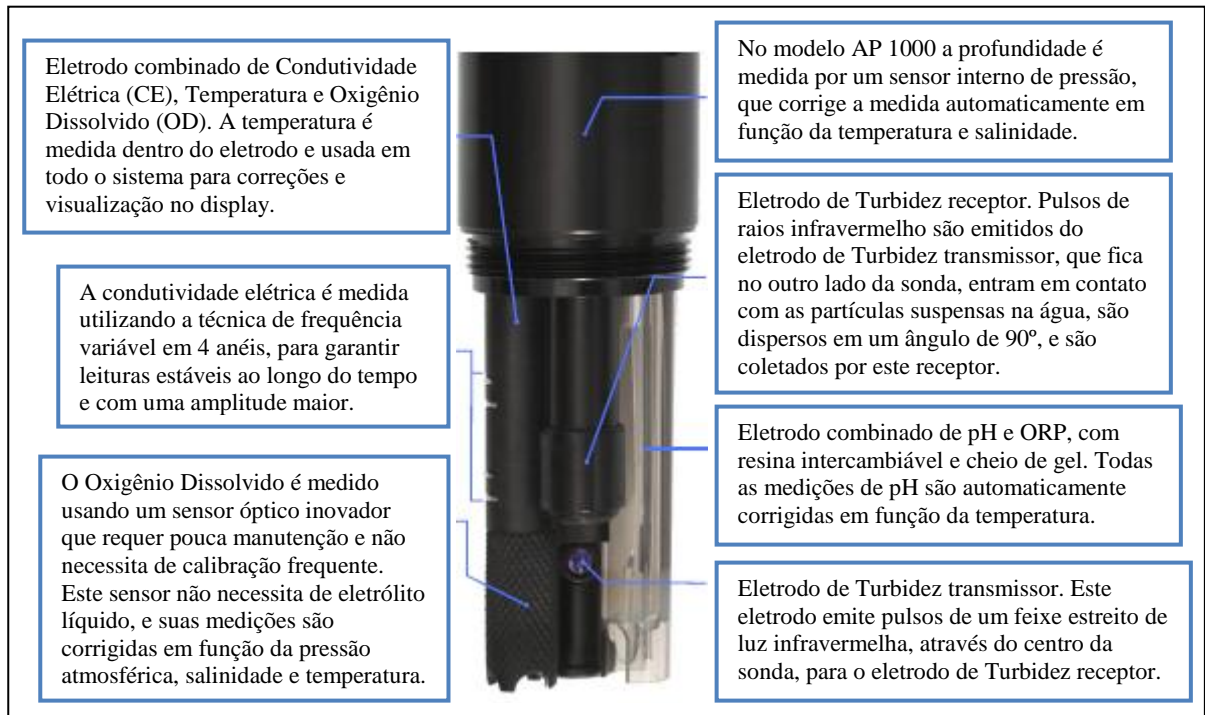 Eletrodo combinado de Condutividade
Elétrica (CE), Temperatura e Oxigênio
Dissolvido (OD). A temperatura é
medida dentro do eletrodo e usada em
todo o sistema para correções e
visualização no display.
A condutividade elétrica é medida
utilizando a técnica de frequência
variável em 4 anéis, para garantir
leituras estáveis ao longo do tempo
e com uma amplitude maior.
O Oxigênio Dissolvido é medido
usando um sensor óptico inovador
que requer pouca manutenção e não
necessita de calibração frequente.
Este sensor não necessita de eletrólito
líquido, e suas medições são
corrigidas em função da pressão
atmosférica, salinidade e temperatura.
No modelo AP 1000 a profundidade é
medida por um sensor interno de pressão,
que corrige a medida automaticamente em
função da temperatura e salinidade.
Eletrodo de Turbidez receptor. Pulsos de
raios infravermelho são emitidos do
eletrodo de Turbidez transmissor, que fica
no outro lado da sonda, entram em contato
com as partículas suspensas na água, são
dispersos em um ângulo de 90º, e são
coletados por este receptor.
Eletrodo combinado de pH e ORP, com
resina intercambiável e cheio de gel. Todas
as medições de pH são automaticamente
corrigidas em função da temperatura.
Eletrodo de Turbidez transmissor. Este
eletrodo emite pulsos de um feixe estreito de
luz infravermelha, através do centro da
sonda, para o eletrodo de Turbidez receptor.